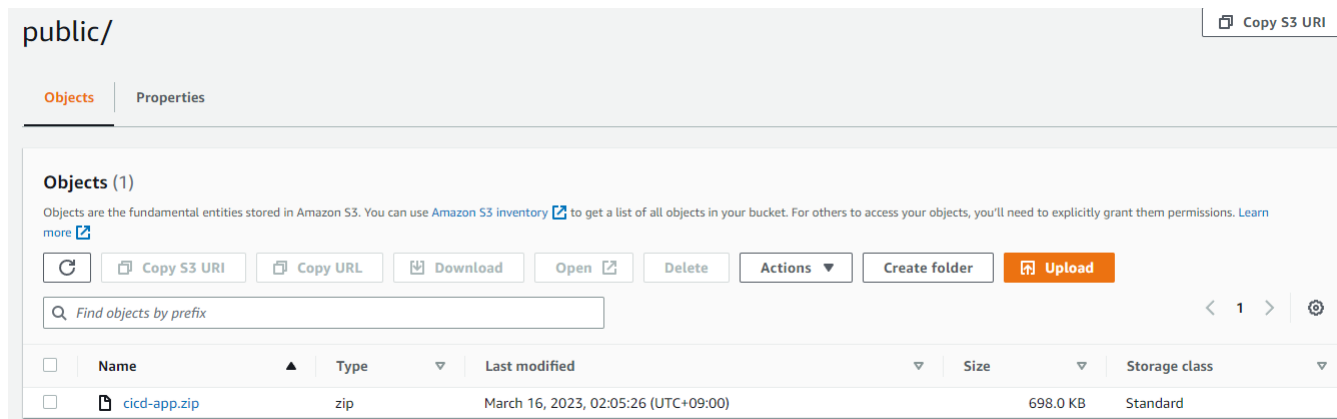 public/
Copy S3 URI
Objects
Properties
Objects (1)
Objects are the fundamental entities stored in Amazon S3. You can use Amazon S3 inventory to get a list of all objects in your bucket. For others to access your objects, you'll need to explicitly grant them permissions. Learn
more
Copy S3 URI Copy URL Download Open Delete Actions Create folder Upload
Find objects by prefix
1
Name Type Last modified Size Storage class
cicd-app.zip zip March 16, 2023, 02:05:26 (UTC+09:00) 698.0 KB Standard